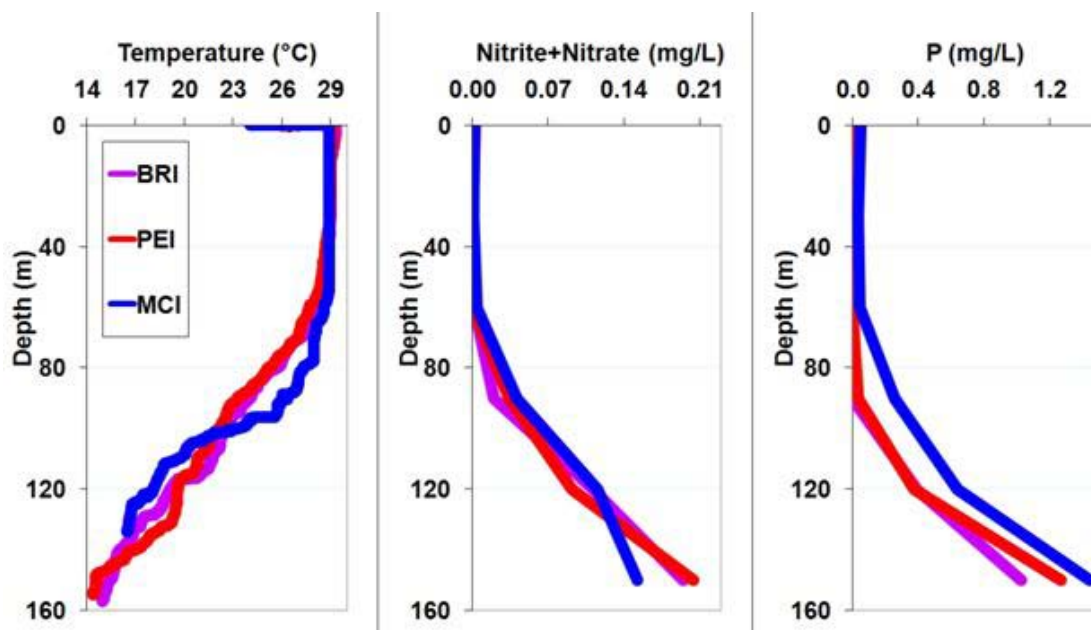 Temperature (°C)
14 17 20 23 26 29
Nitrite+Nitrate (mg/L)
0.00 0.07 0.14 0.21
P (mg/L)
0.0 0.4 0.8 1.2
0
40
80
120
160
Depth (m)
BRI
PEI
MCI
0
40
80
120
160
Depth (m)
0
40
80
120
160
Depth (m)